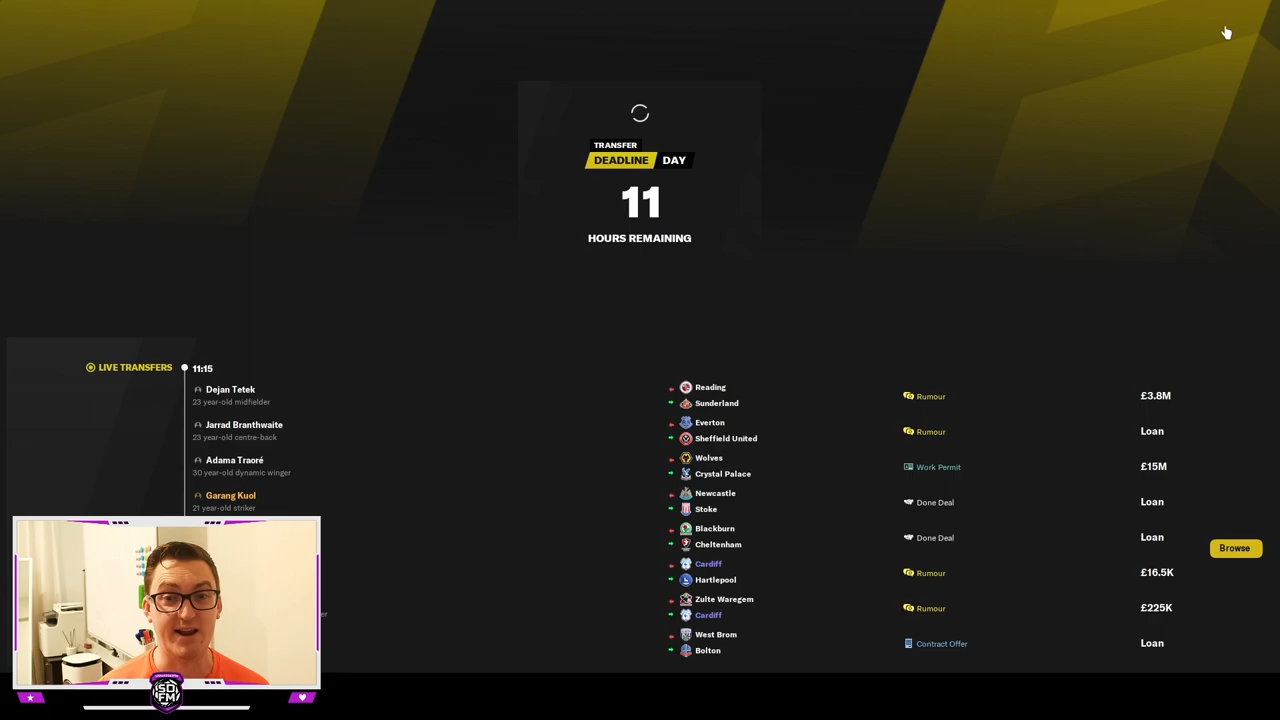 TRANSFER
DEADLINE DAY
11
HOURS REMAINING
LIVE TRANSFERS
11:15
Dejan Tetek
23 year-old midfielder
Reading
Sunderland
Rumour
£3.8M
Jarrad Branthwaite
23 year-old centre-back
Everton
Sheffield United
Rumour
Loan
Adama Traoré
30 year-old dynamic winger
Wolves
Crystal Palace
Work Permit
£15M
Garang Kuol
21 year-old striker
Newcastle
Stoke
Done Deal
Loan
Blackburn
Cheltenham
Done Deal
Loan
Browse
Cardiff
Hartlepool
Rumour
£16.5K
Zulte Waregem
Cardiff
Rumour
£225K
West Brom
Bolton
Contract Offer
Loan
SD
FM